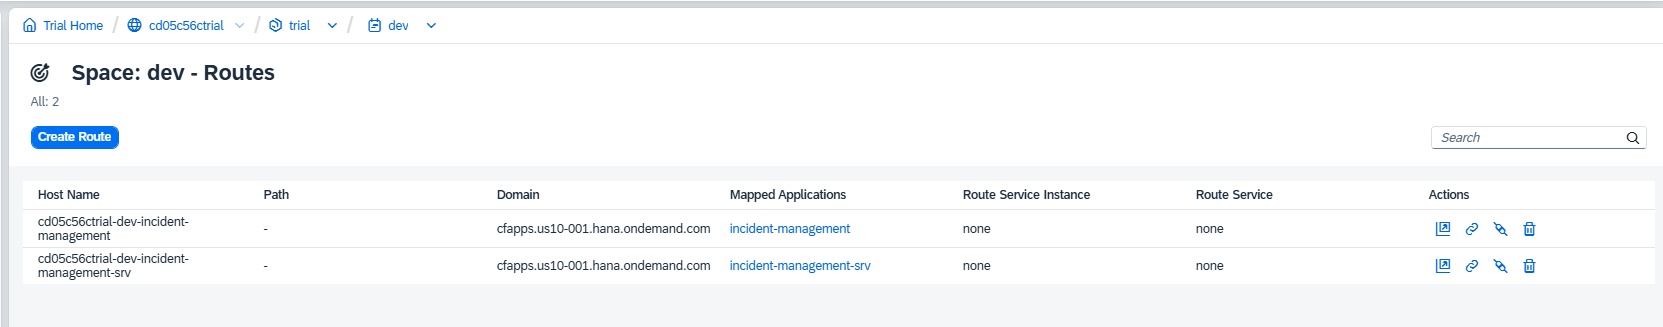 Trial Home / cd05c56ctrial / trial / dev
Space: dev - Routes
All: 2
Create Route
Search
Host Name Path Domain Mapped Applications Route Service Instance Route Service Actions
cd05c56ctrial-dev-incident-
management - cfapps.us10-001.hana.ondemand.com incident-management none none
cd05c56ctrial-dev-incident-
management-srv - cfapps.us10-001.hana.ondemand.com incident-management-srv none none